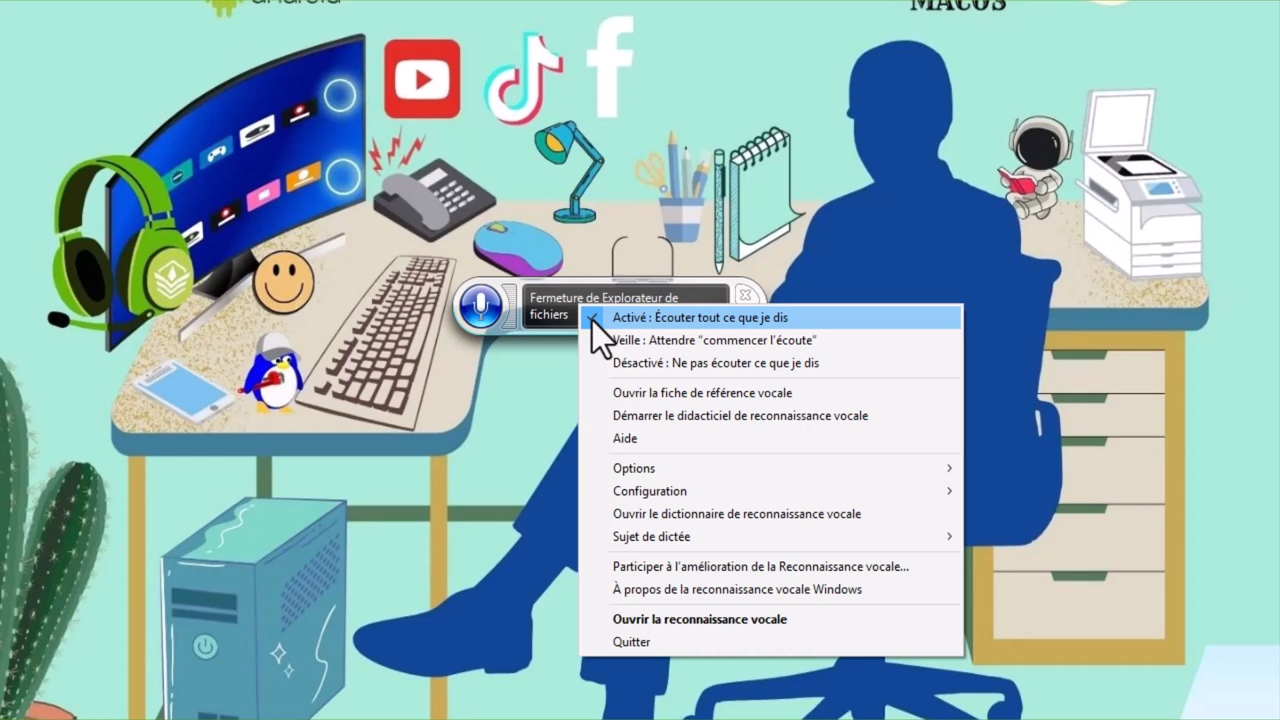 MACOS
Fermeture de Explorateur de
fichiers
Activé : Écouter tout ce que je dis
Veille : Attendre "commencer l'écoute"
Désactivé : Ne pas écouter ce que je dis
Ouvrir la fiche de référence vocale
Démarrer le didacticiel de reconnaissance vocale
Aide
Options
Configuration
Ouvrir le dictionnaire de reconnaissance vocale
Sujet de dictée
Participer à l'amélioration de la Reconnaissance vocale...
À propos de la reconnaissance vocale Windows
Ouvrir la reconnaissance vocale
Quitter